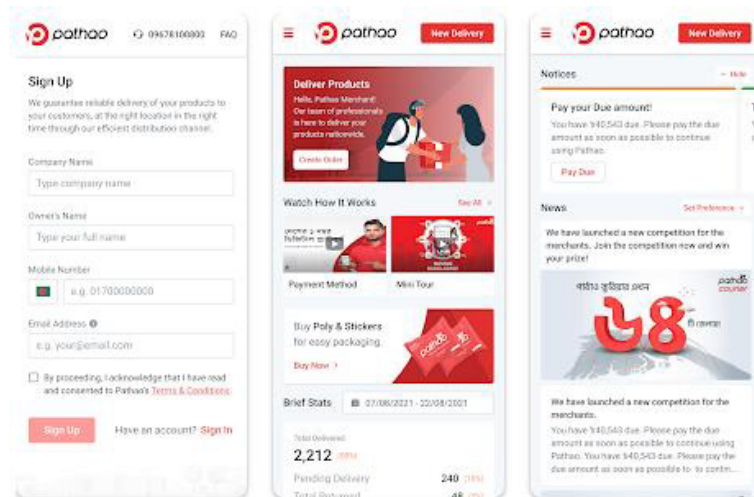 pathao
09678100800
FAQ
Sign Up
We guarantee reliable delivery of your products to
your customers, at the right location in the right
time through our efficient distribution channel.
Company Name
Type company name
Owner's Name
Type your full name
Mobile Number
e.g. 01700000000
Email Address
e.g. your@email.com
By proceeding, I acknowledge that I have read
and consented to Pathao's Terms & Conditions.
Sign Up
Have an account? Sign In
pathao
New Delivery
Deliver Products
Hello, Pathao Merchant!
Our team of professionals
is here to deliver your
products nationwide.
Create Order
Watch How It Works
See All
Payment Method
Mini Tour
Buy Poly & Stickers
for easy packaging.
Buy Now >
Brief Stats
07/08/2021 - 22/08/2021
Total Delivered
2,212
Pending Delivery
240
Total Returned
48
pathao
New Delivery
Notices
Hide
Pay your Due amount!
You have ৳40,543 due. Please pay the due
amount as soon as possible to continue
using Pathao.
Pay Due
News
Set Preference
We have launched a new competition for the
merchants. Join the competition now and win
your prize!
pathao
courier
৬৪
We have launched a new competition for the
merchants.
You have ৳40,543 due. Please pay the due
amount as soon as possible to continue using
Pathao. You have ৳40,543 due. Please pay the
due amount as soon as possible to